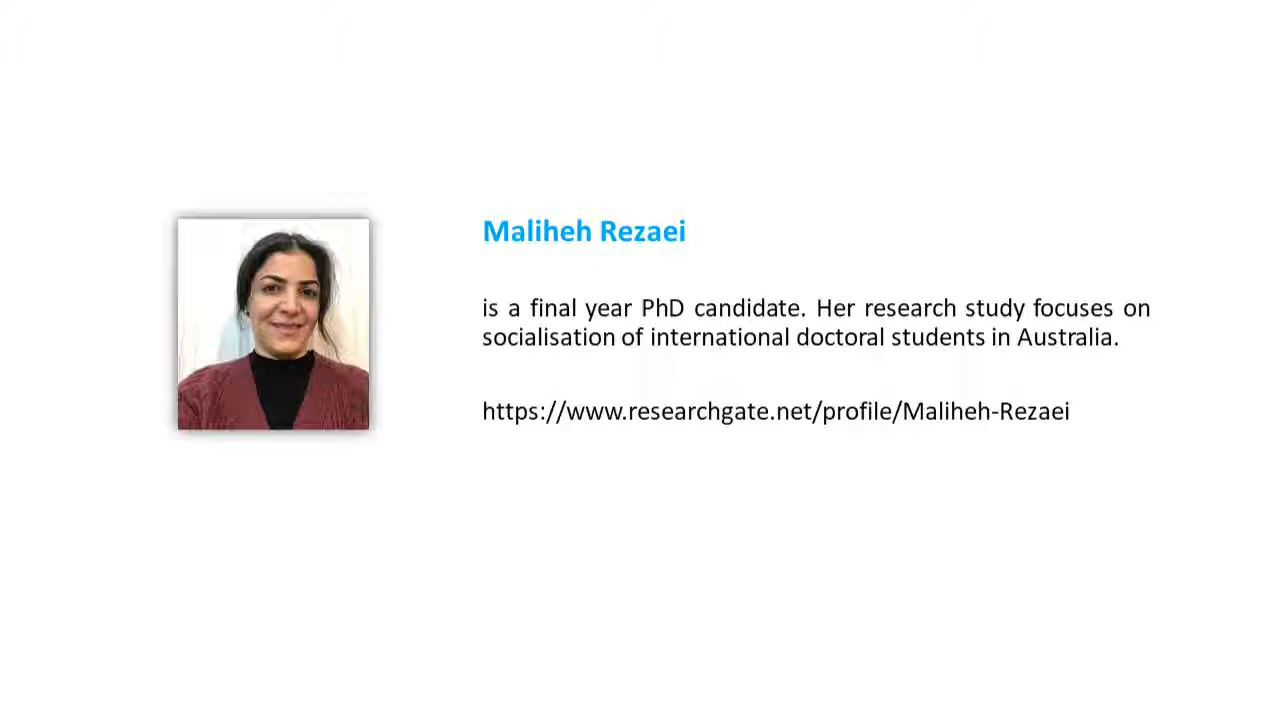 Maliheh Rezaei
is a final year PhD candidate. Her research study focuses on
socialisation of international doctoral students in Australia.
https://www.researchgate.net/profile/Maliheh-Rezaei